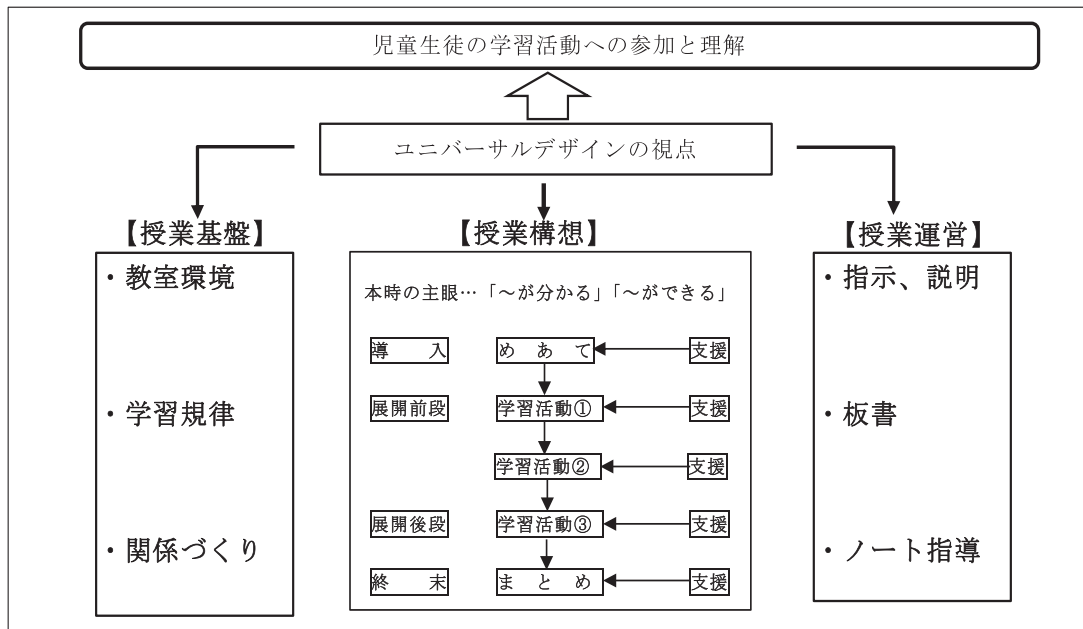 児童生徒の学習活動への参加と理解
ユニバーサルデザインの視点
【授業基盤】
・教室環境
・学習規律
・関係づくり
【授業構想】
本時の主眼…「～が分かる」「～ができる」
導　入　めあて　支援
展開前段　学習活動①　支援
学習活動②　支援
展開後段　学習活動③　支援
終　末　まとめ　支援
【授業運営】
・指示、説明
・板書
・ノート指導